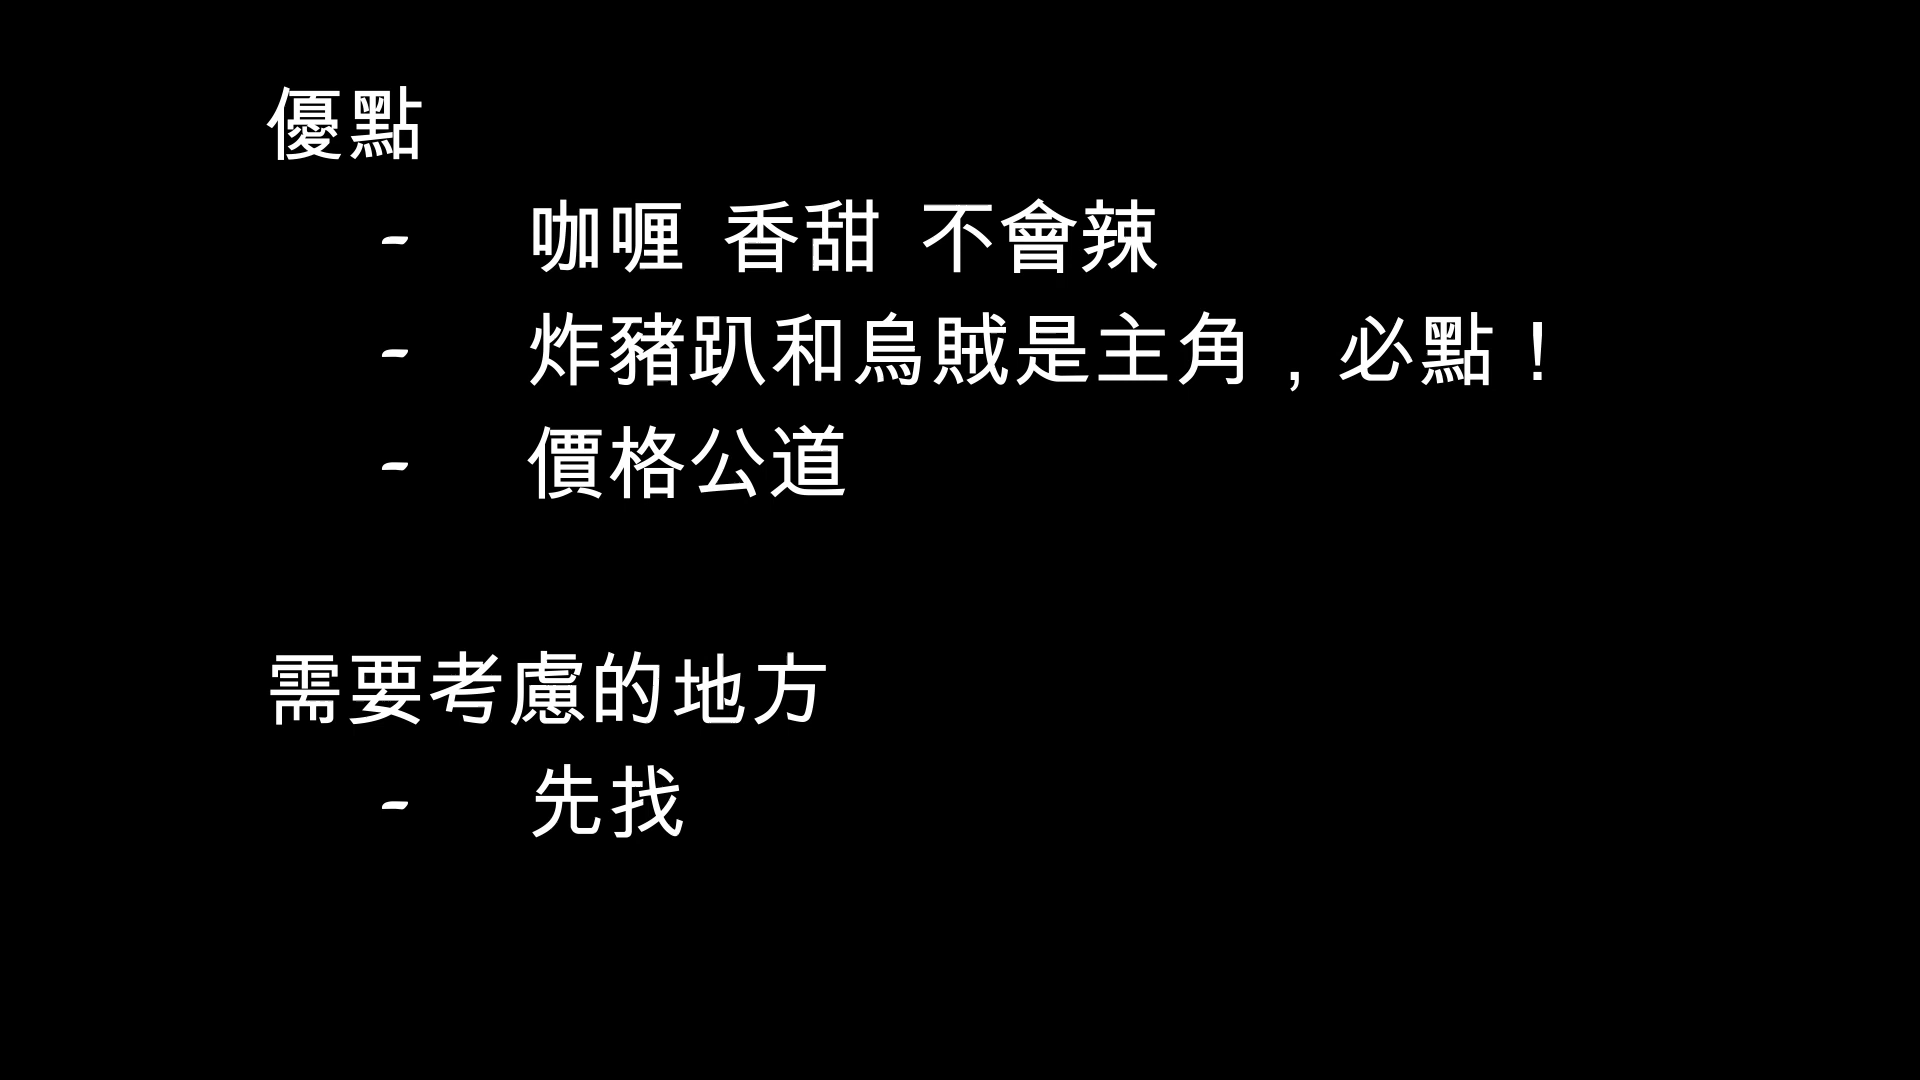 優點
- 咖喱 香甜 不會辣
- 炸豬趴和烏賊是主角，必點！
- 價格公道
需要考慮的地方
- 先找